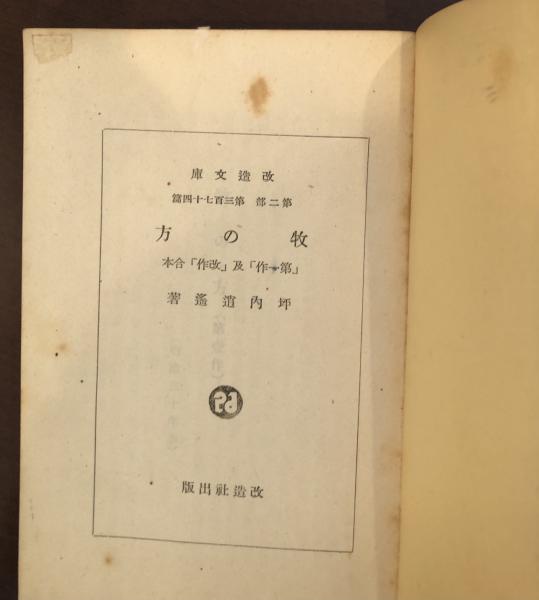 改造文庫
第二部 第三百七十四篇
牧の方
「第一作」及「改作」合本
坪內逍遙著
改造社出版